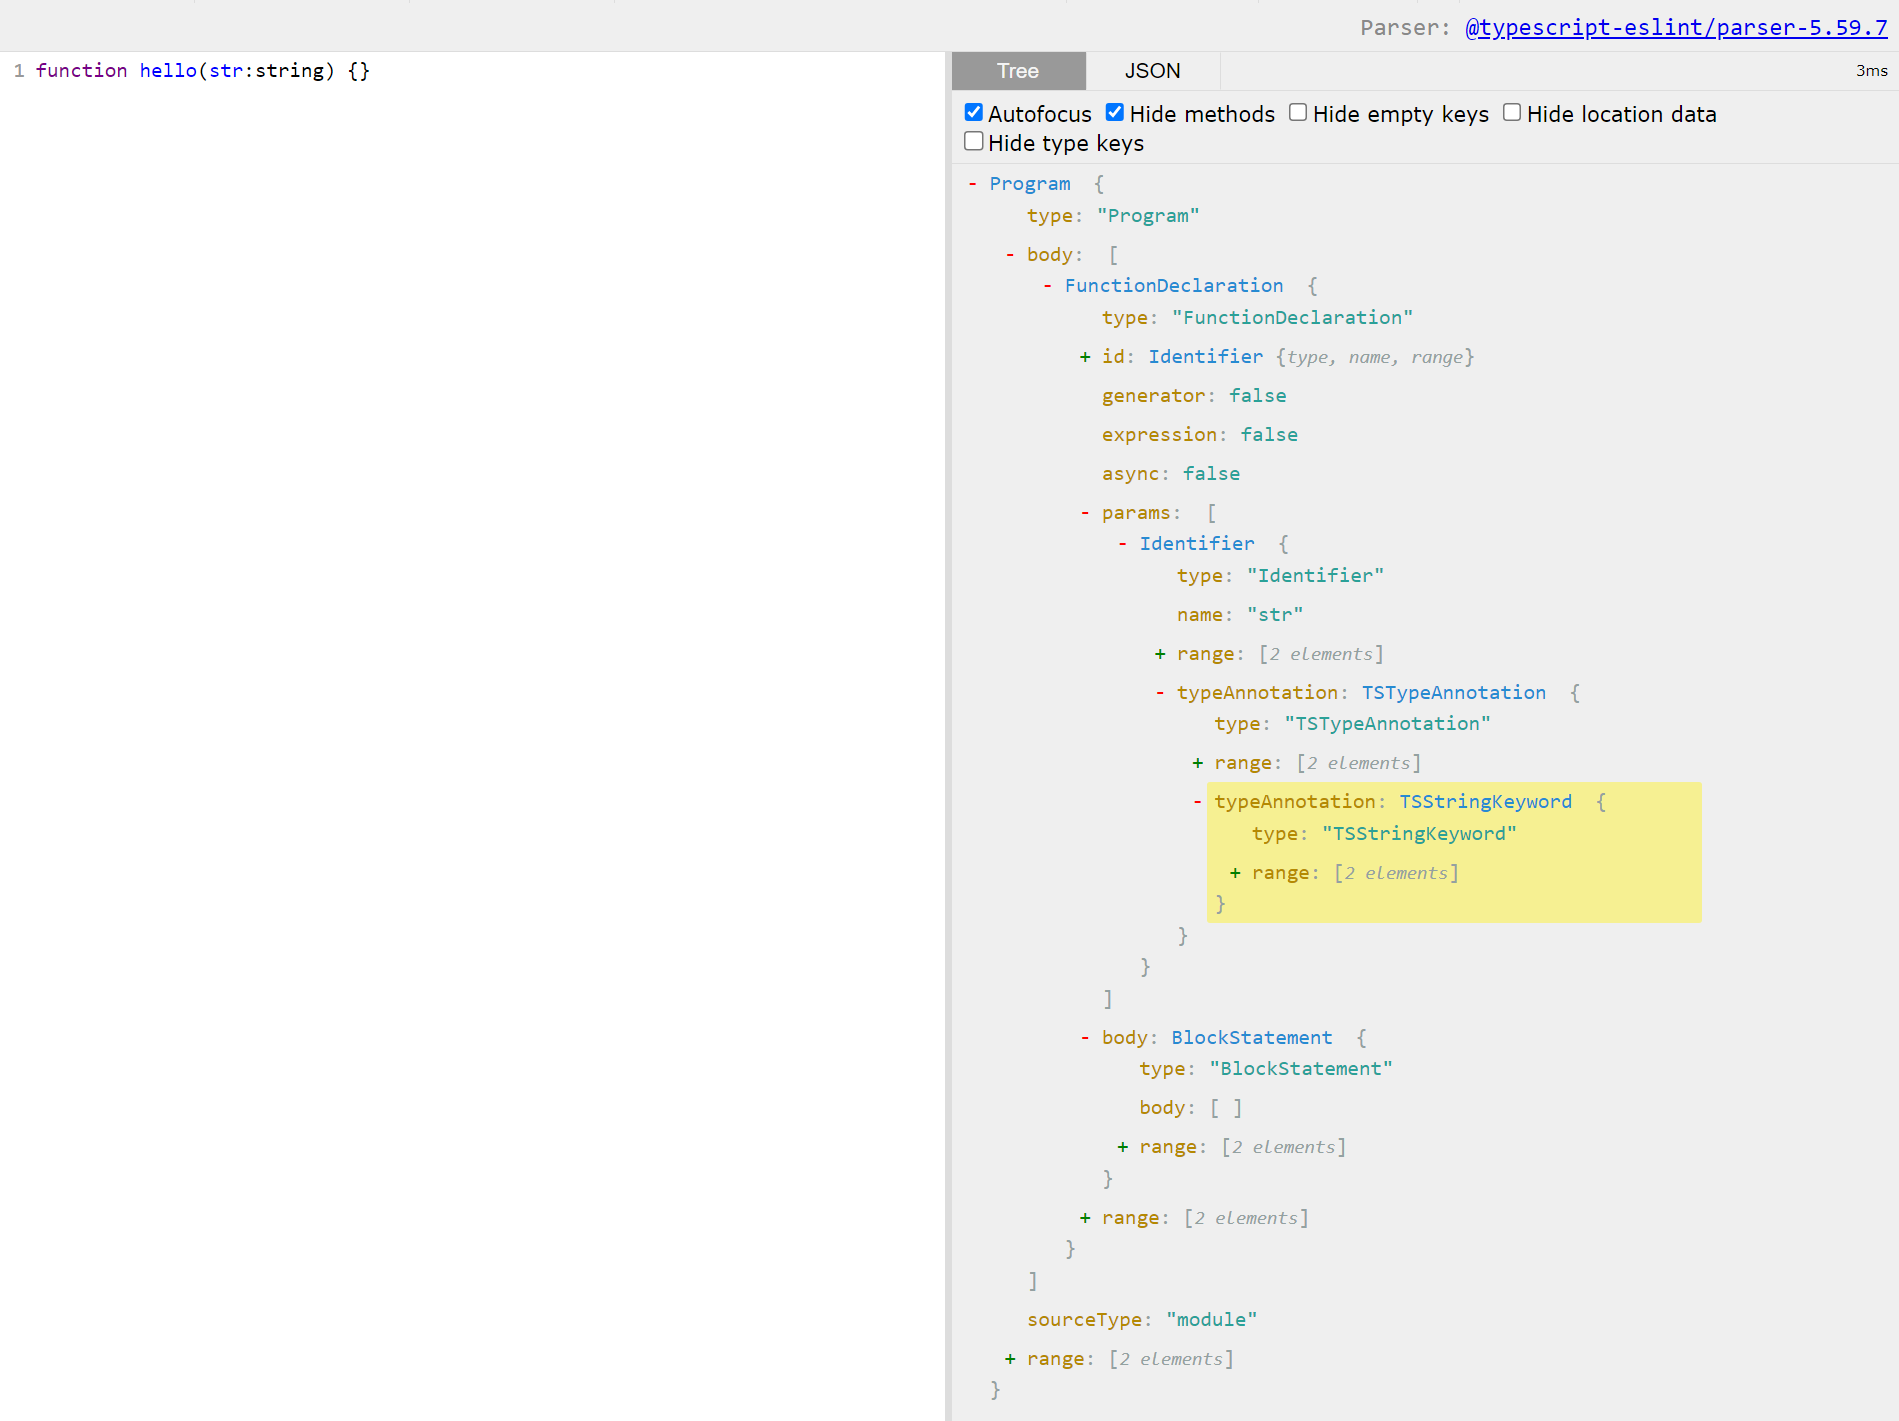 Parser: @typescript-eslint/parser-5.59.7
1 function hello(str:string) {}
Tree JSON 3ms
Autofocus Hide methods Hide empty keys Hide location data
Hide type keys
- Program {
type: "Program"
- body: [
- FunctionDeclaration {
type: "FunctionDeclaration"
+ id: Identifier {type, name, range}
generator: false
expression: false
async: false
- params: [
- Identifier {
type: "Identifier"
name: "str"
+ range: [2 elements]
- typeAnnotation: TSTypeAnnotation {
type: "TSTypeAnnotation"
+ range: [2 elements]
- typeAnnotation: TSStringKeyword {
type: "TSStringKeyword"
+ range: [2 elements]
}
}
}
]
- body: BlockStatement {
type: "BlockStatement"
body: [ ]
+ range: [2 elements]
}
+ range: [2 elements]
}
]
sourceType: "module"
+ range: [2 elements]
}